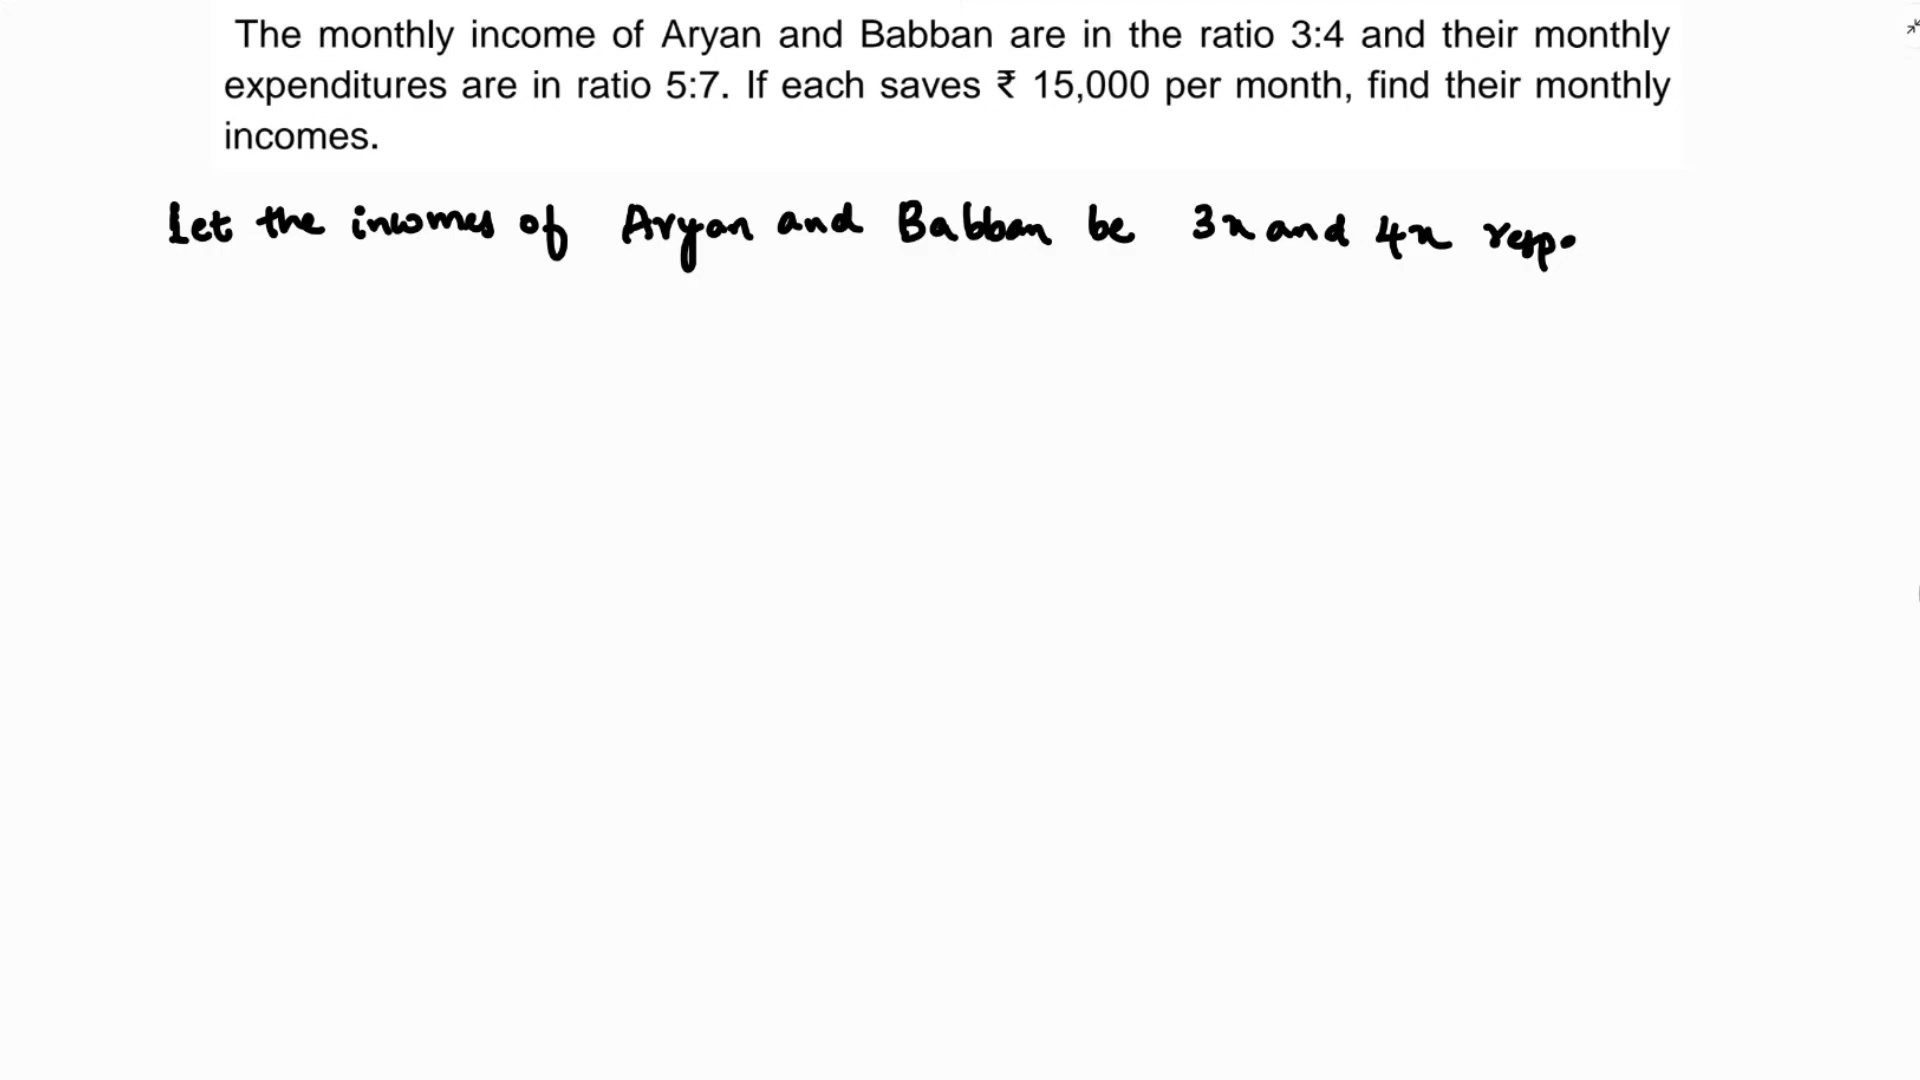 The monthly income of Aryan and Babban are in the ratio 3:4 and their monthly
expenditures are in ratio 5:7. If each saves ₹ 15,000 per month, find their monthly
incomes.
Let the incomes of Aryan and Babban be 3x and 4x resp.